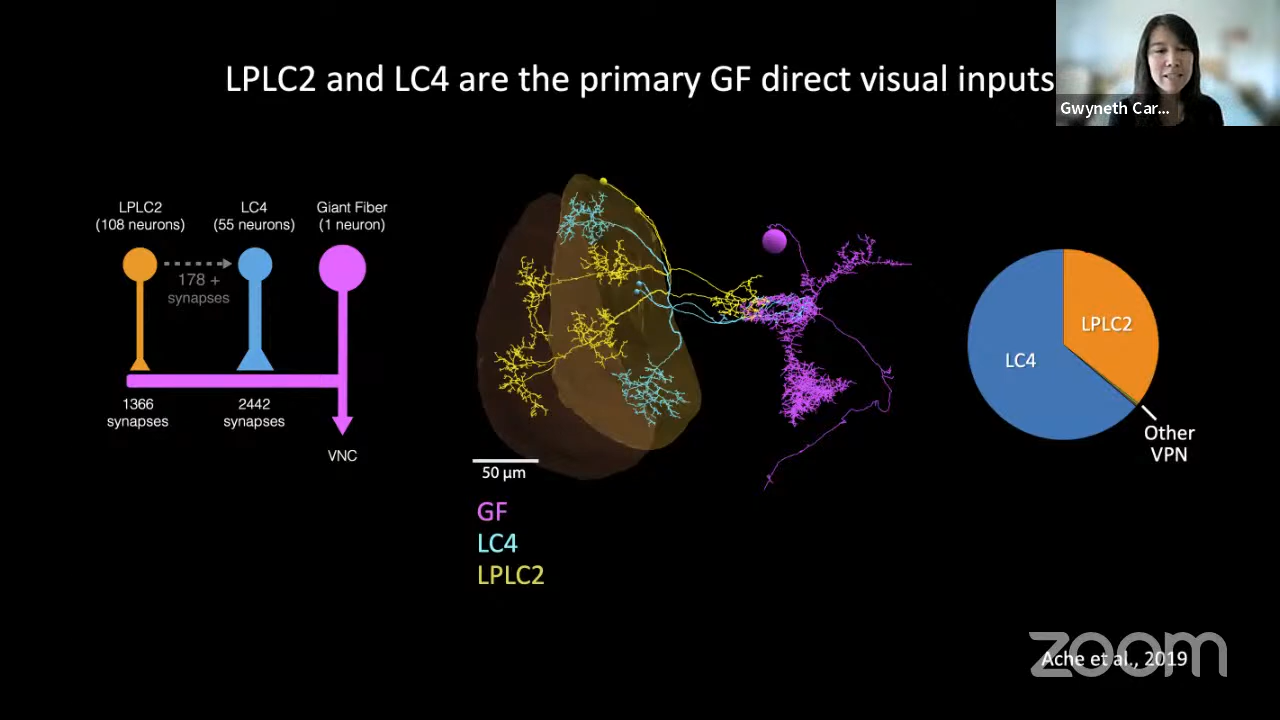 LPLC2 and LC4 are the primary GF direct visual inputs
Gwyneth Car...
LPLC2
(108 neurons)
LC4
(55 neurons)
Giant Fiber
(1 neuron)
178 +
synapses
1366
synapses
2442
synapses
VNC
50 µm
GF
LC4
LPLC2
LPLC2
LC4
Other
VPN
zoom
Ache et al., 2019